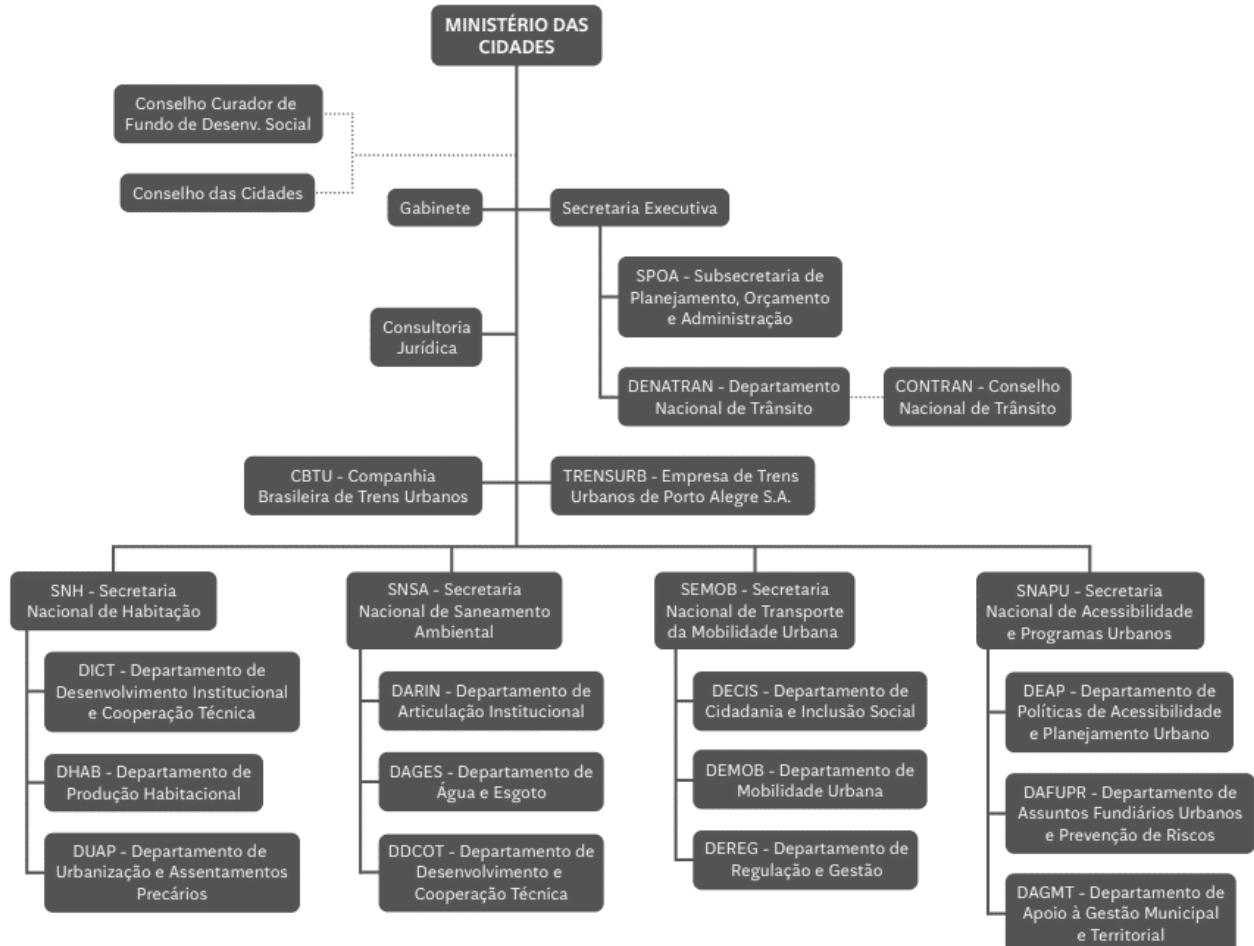 MINISTÉRIO DAS
CIDADES
Conselho Curador de
Fundo de Desenv. Social
Conselho das Cidades
Gabinete
Secretaria Executiva
SPOA - Subsecretaria de
Planejamento, Orçamento
e Administração
Consultoria
Jurídica
DENATRAN - Departamento
Nacional de Trânsito
CONTRAN - Conselho
Nacional de Trânsito
CBTU - Companhia
Brasileira de Trens Urbanos
TRENSURB - Empresa de Trens
Urbanos de Porto Alegre S.A.
SNH - Secretaria
Nacional de Habitação
DICT - Departamento de
Desenvolvimento Institucional
e Cooperação Técnica
DHAB - Departamento de
Produção Habitacional
DUAP - Departamento de
Urbanização e Assentamentos
Precários
SNSA - Secretaria
Nacional de Saneamento
Ambiental
DARIN - Departamento de
Articulação Institucional
DAGES - Departamento de
Água e Esgoto
DDCOT - Departamento de
Desenvolvimento e
Cooperação Técnica
SEMOB - Secretaria
Nacional de Transporte
da Mobilidade Urbana
DECIS - Departamento de
Cidadania e Inclusão Social
DEMOB - Departamento de
Mobilidade Urbana
DEREG - Departamento de
Regulação e Gestão
SNAPU - Secretaria
Nacional de Acessibilidade
e Programas Urbanos
DEAP - Departamento de
Políticas de Acessibilidade
e Planejamento Urbano
DAFUPR - Departamento de
Assuntos Fundiários Urbanos
e Prevenção de Riscos
DAGMT - Departamento de
Apoio à Gestão Municipal
e Territorial